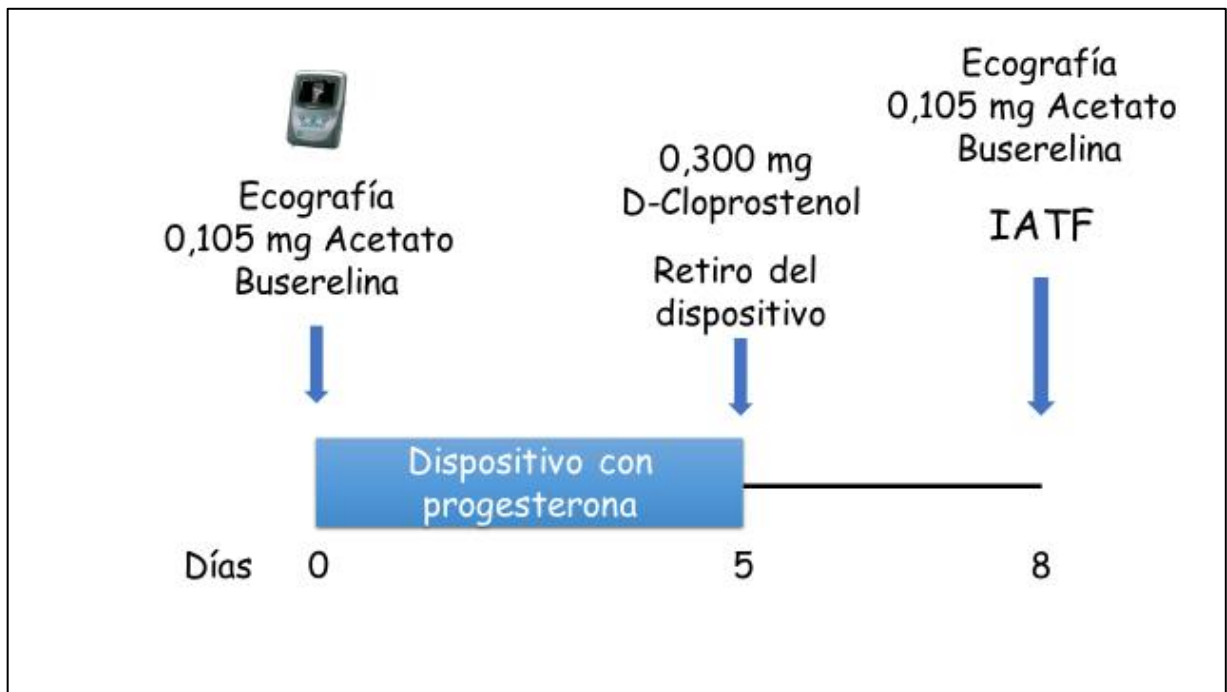 Ecografía
0,105 mg Acetato
Buserelina
0,300 mg
D-Cloprostenol
Retiro del
dispositivo
Ecografía
0,105 mg Acetato
Buserelina
IATF
Dispositivo con
progesterona
Días 0 5 8